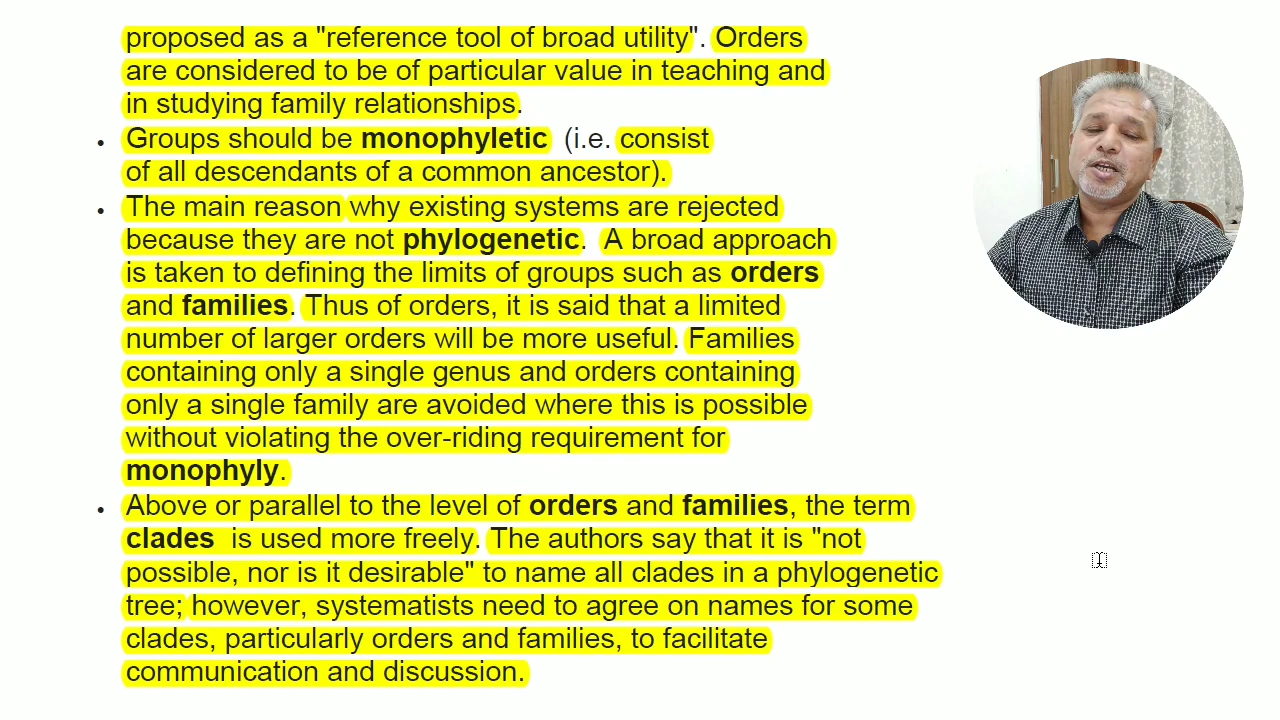 proposed as a "reference tool of broad utility". Orders
are considered to be of particular value in teaching and
in studying family relationships.
• Groups should be monophyletic (i.e. consist
of all descendants of a common ancestor).
• The main reason why existing systems are rejected
because they are not phylogenetic. A broad approach
is taken to defining the limits of groups such as orders
and families. Thus of orders, it is said that a limited
number of larger orders will be more useful. Families
containing only a single genus and orders containing
only a single family are avoided where this is possible
without violating the over-riding requirement for
monophyly.
• Above or parallel to the level of orders and families, the term
clades is used more freely. The authors say that it is "not
possible, nor is it desirable" to name all clades in a phylogenetic
tree; however, systematists need to agree on names for some
clades, particularly orders and families, to facilitate
communication and discussion.